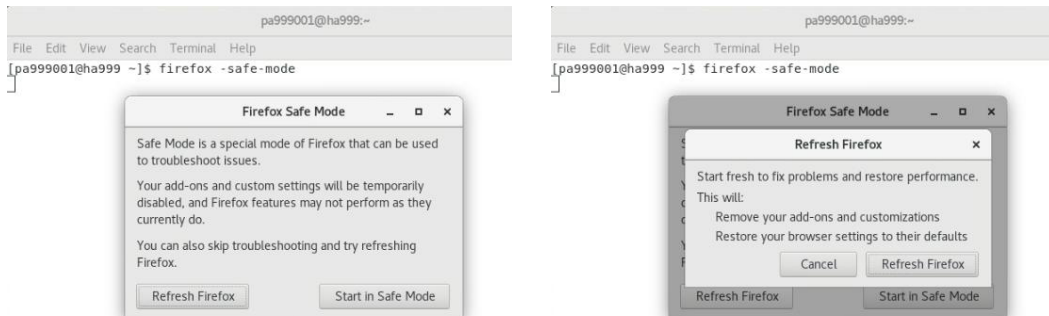 pa999001@ha999:~
File Edit View Search Terminal Help
[pa999001@ha999 ~]$ firefox -safe-mode
Firefox Safe Mode
Safe Mode is a special mode of Firefox that can be used
to troubleshoot issues.
Your add-ons and custom settings will be temporarily
disabled, and Firefox features may not perform as they
currently do.
You can also skip troubleshooting and try refreshing
Firefox.
Refresh Firefox Start in Safe Mode
pa999001@ha999:~
File Edit View Search Terminal Help
[pa999001@ha999 ~]$ firefox -safe-mode
Firefox Safe Mode
Refresh Firefox
Start fresh to fix problems and restore performance.
This will:
Remove your add-ons and customizations
Restore your browser settings to their defaults
Cancel Refresh Firefox
Refresh Firefox Start in Safe Mode